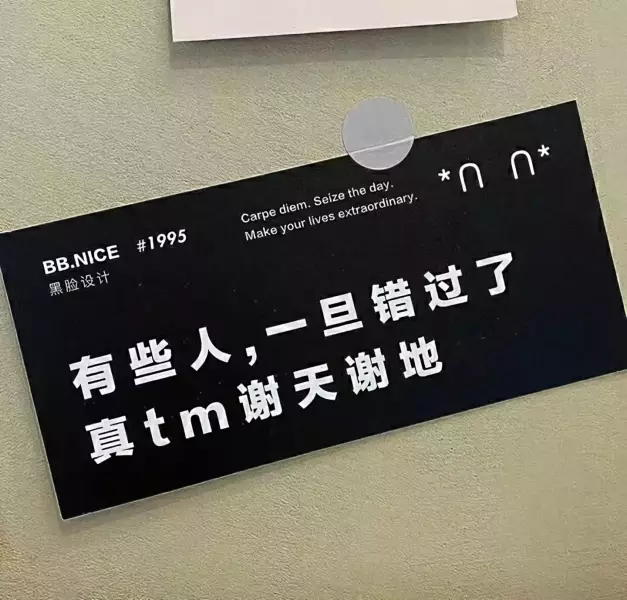 BB.NICE #1995
黑脸设计
Carpe diem. Seize the day.
Make your lives extraordinary.
*∩ ∩*
有些人,一旦错过了
真tm谢天谢地